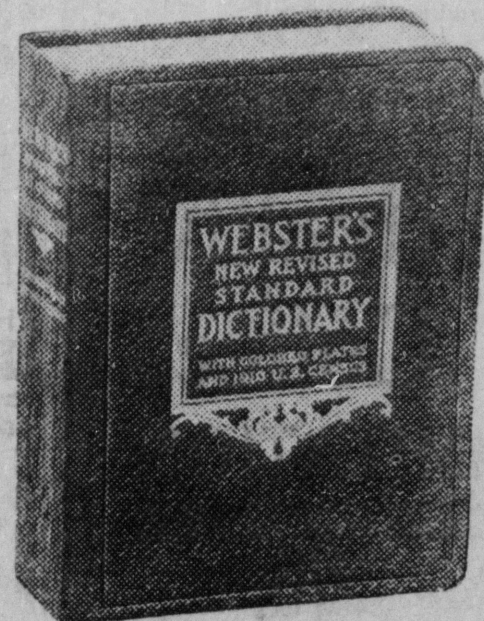 WEBSTER'S
NEW REVISED
STANDARD
DICTIONARY
WITH COLORED PLATES
AND 1910 U.S. CENSUS